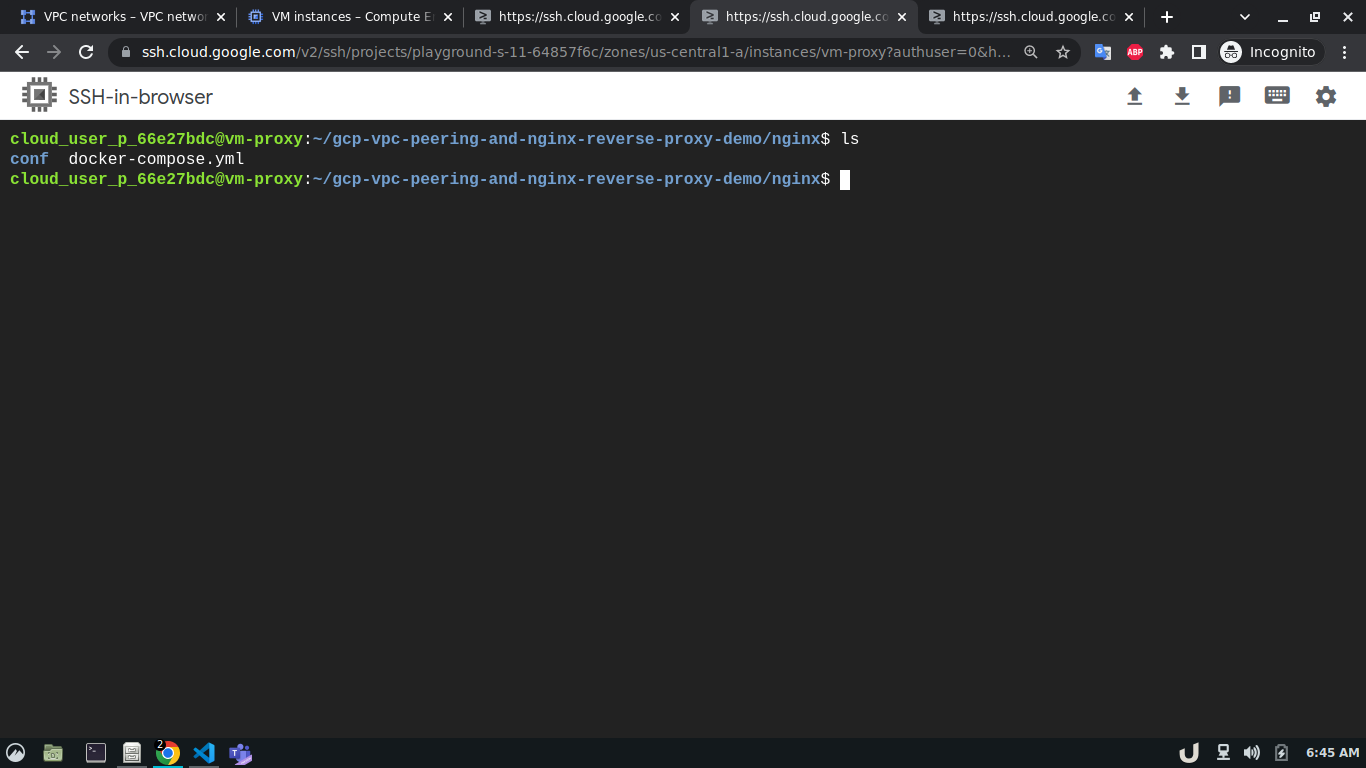 VPC networks – VPC networ
VM instances – Compute E
https://ssh.cloud.google.co
https://ssh.cloud.google.co
https://ssh.cloud.google.co
ssh.cloud.google.com/v2/ssh/projects/playground-s-11-64857f6c/zones/us-central1-a/instances/vm-proxy?authuser=0&h...
ABP
Incognito
SSH-in-browser
cloud_user_p_66e27bdc@vm-proxy:~/gcp-vpc-peering-and-nginx-reverse-proxy-demo/nginx$ ls
conf  docker-compose.yml
cloud_user_p_66e27bdc@vm-proxy:~/gcp-vpc-peering-and-nginx-reverse-proxy-demo/nginx$
2
6:45 AM